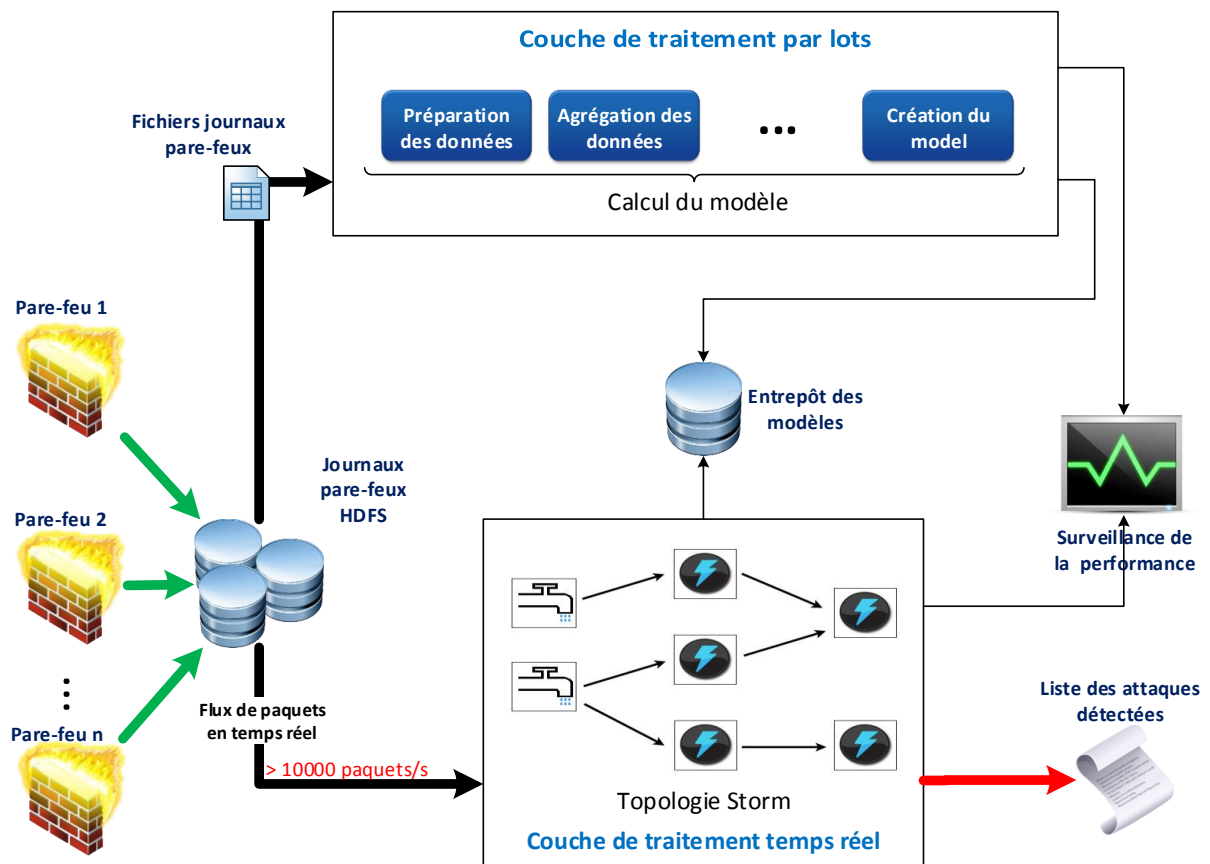 Couche de traitement par lots
Préparation
des données
Agrégation des
données
...
Création du
model
Calcul du modèle
Fichiers journaux
pare-feux
Pare-feu 1
Pare-feu 2
Pare-feu n
Journaux
pare-feux
HDFS
Entrepôt des
modèles
Surveillance de
la performance
Flux de paquets
en temps réel
> 10000 paquets/s
Topologie Storm
Couche de traitement temps réel
Liste des attaques
détectées